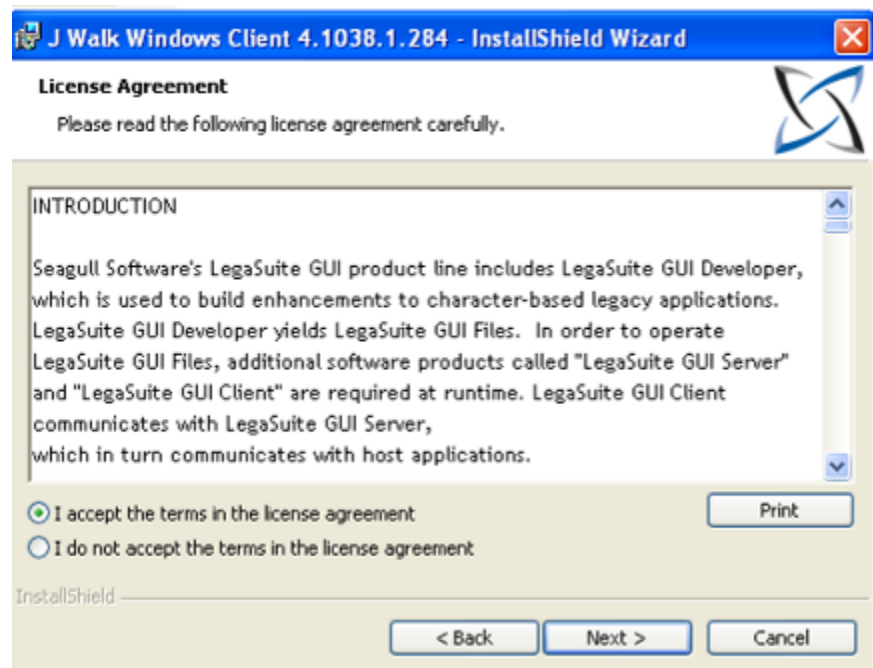 J Walk Windows Client 4.1038.1.284 - InstallShield Wizard
License Agreement
Please read the following license agreement carefully.
INTRODUCTION
Seagull Software's LegaSuite GUI product line includes LegaSuite GUI Developer,
which is used to build enhancements to character-based legacy applications.
LegaSuite GUI Developer yields LegaSuite GUI Files.  In order to operate
LegaSuite GUI Files, additional software products called "LegaSuite GUI Server"
and "LegaSuite GUI Client" are required at runtime. LegaSuite GUI Client
communicates with LegaSuite GUI Server,
which in turn communicates with host applications.
I accept the terms in the license agreement
Print
I do not accept the terms in the license agreement
InstallShield
< Back
Next >
Cancel